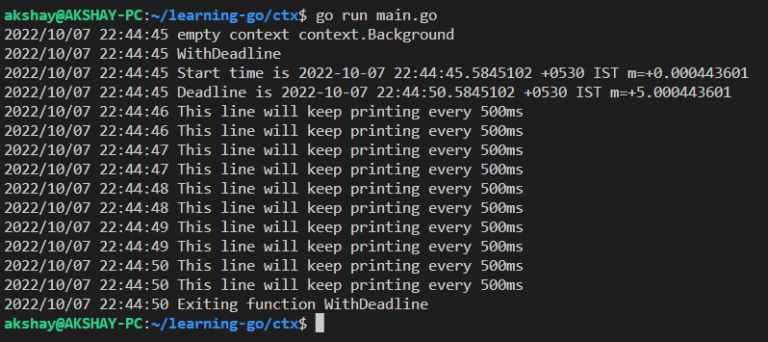 akshay@AKSHAY-PC:~/learning-go/ctx$ go run main.go
2022/10/07 22:44:45 empty context context.Background
2022/10/07 22:44:45 WithDeadline
2022/10/07 22:44:45 Start time is 2022-10-07 22:44:45.5845102 +0530 IST m=+0.000443601
2022/10/07 22:44:45 Deadline is 2022-10-07 22:44:50.5845102 +0530 IST m=+5.000443601
2022/10/07 22:44:46 This line will keep printing every 500ms
2022/10/07 22:44:46 This line will keep printing every 500ms
2022/10/07 22:44:47 This line will keep printing every 500ms
2022/10/07 22:44:47 This line will keep printing every 500ms
2022/10/07 22:44:48 This line will keep printing every 500ms
2022/10/07 22:44:48 This line will keep printing every 500ms
2022/10/07 22:44:49 This line will keep printing every 500ms
2022/10/07 22:44:49 This line will keep printing every 500ms
2022/10/07 22:44:50 This line will keep printing every 500ms
2022/10/07 22:44:50 This line will keep printing every 500ms
2022/10/07 22:44:50 Exiting function WithDeadline
akshay@AKSHAY-PC:~/learning-go/ctx$